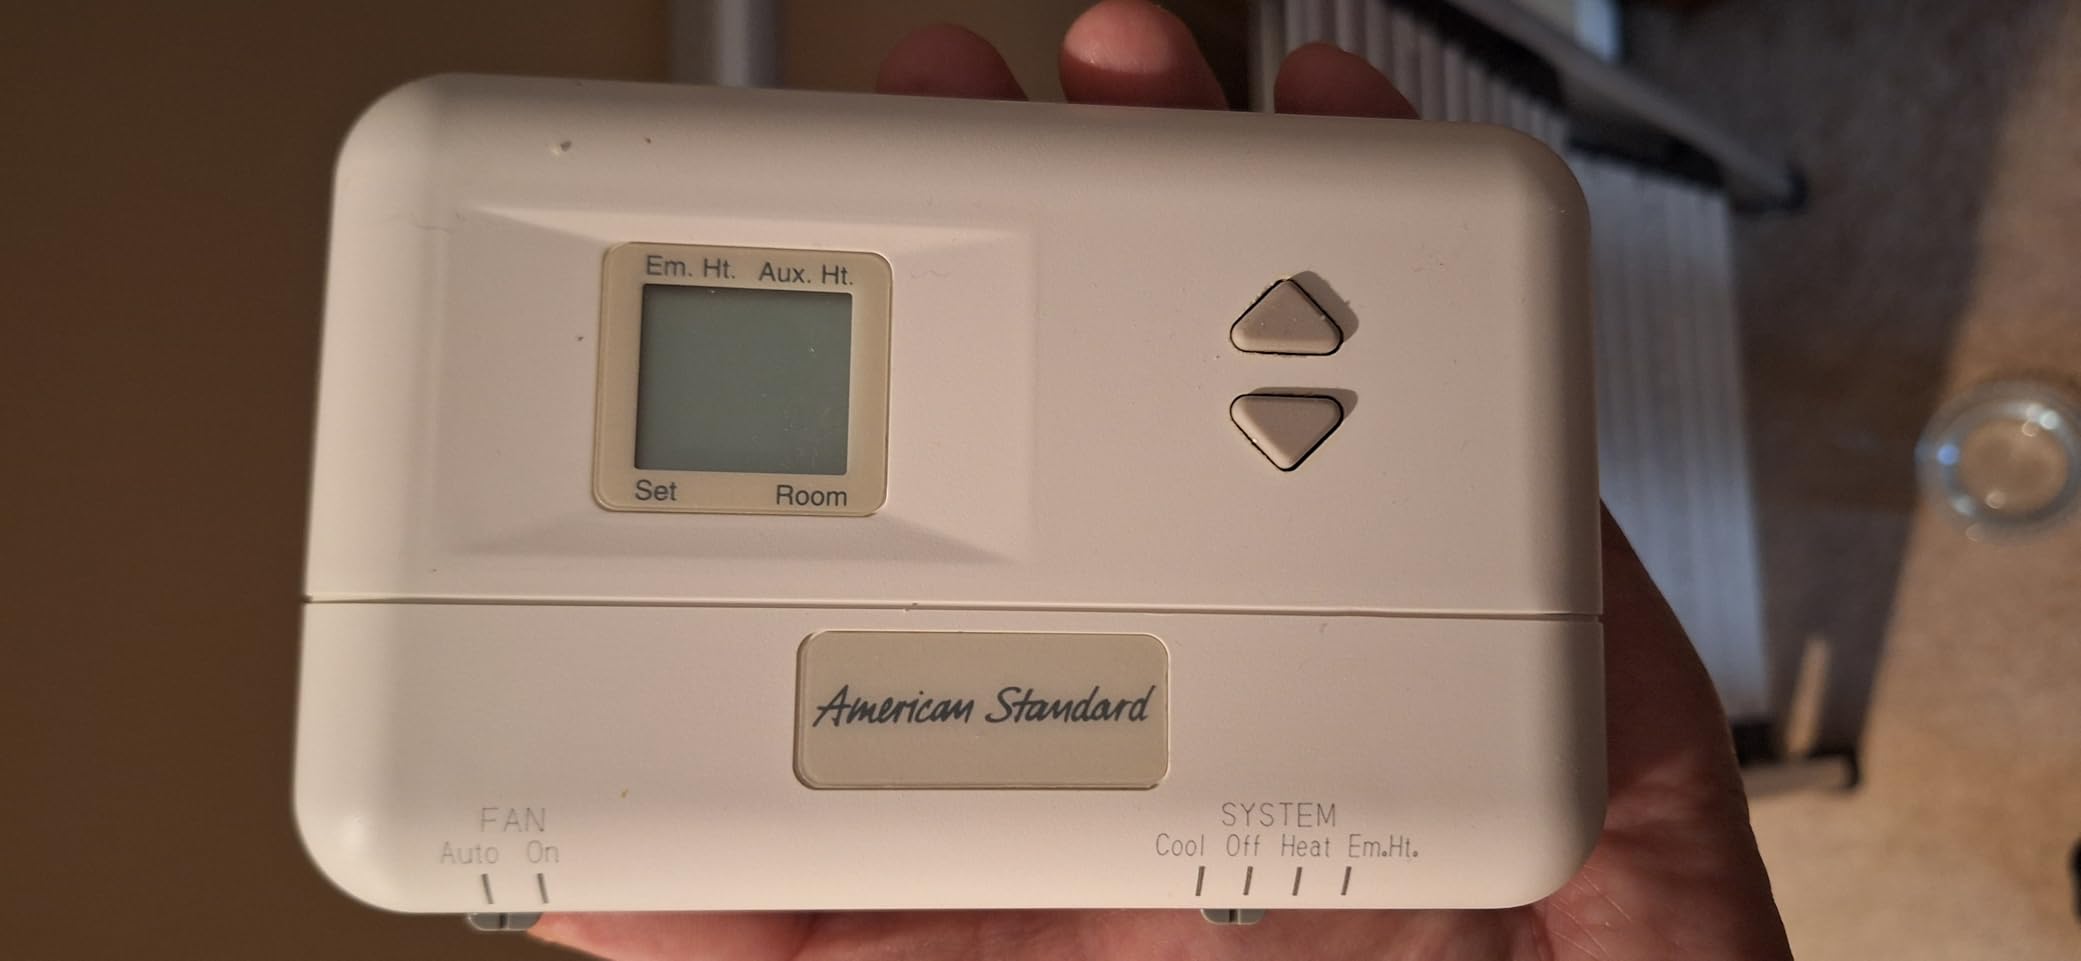 Em. Ht. Aux. Ht.
Set Room
American Standard
FAN
Auto On
SYSTEM
Cool Off Heat Em.Ht.